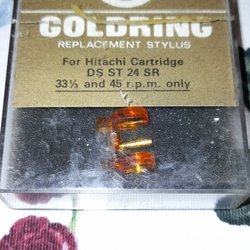 GOLDRING
REPLACEMENT STYLUS
For Hitachi Cartridge
DS ST 24 SR
33⅓ and 45 r.p.m. only